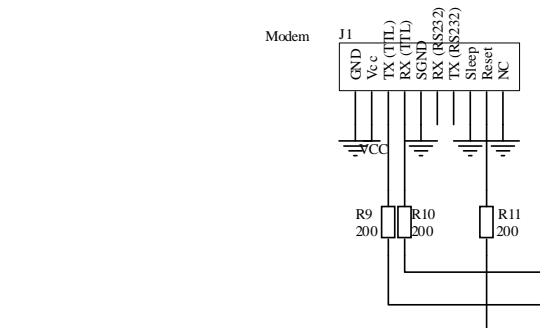 Modem
J1
GND
Vcc
TX (TTL)
RX (TTL)
SGND
RX (RS232)
TX (RS232)
Sleep
Reset
NC
VCC
R9
200
R10
200
R11
200